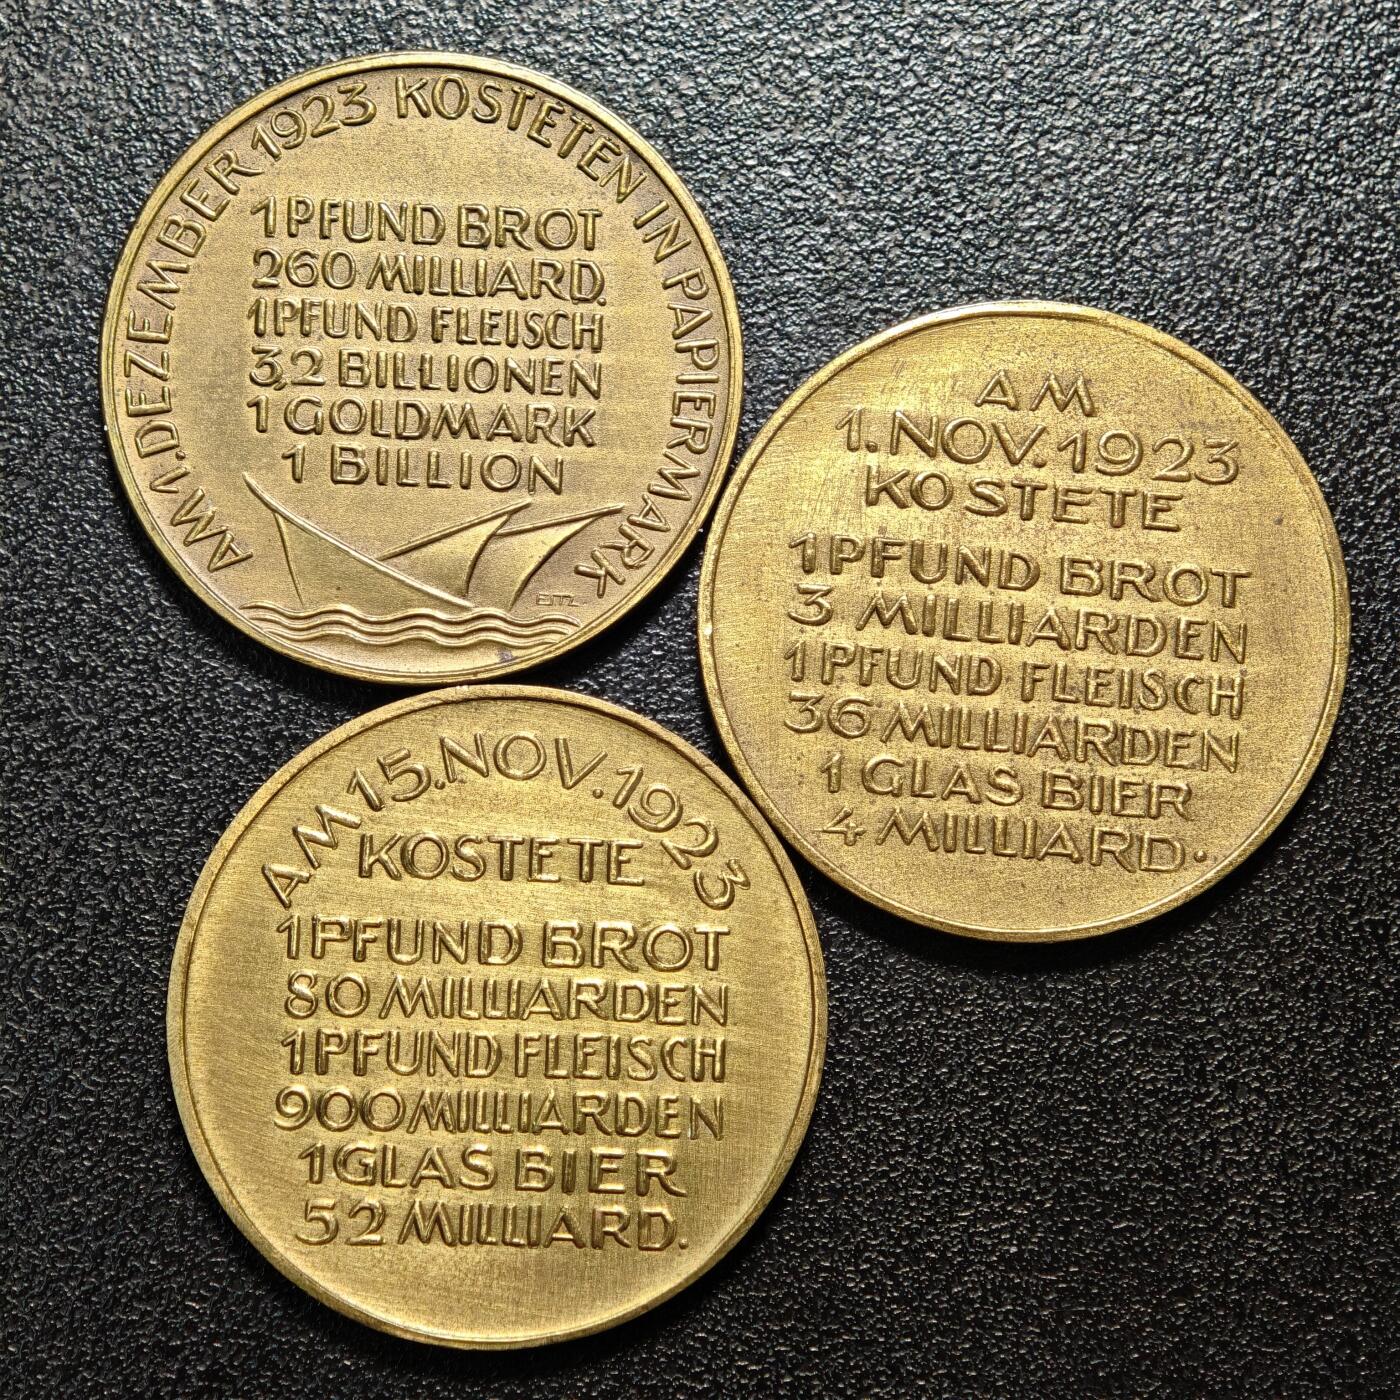 AM 1. DEZEMBER 1923 KOSTETEN IN PAPIERMARK
1 PFUND BROT
260 MILLIARD.
1 PFUND FLEISCH
3,2 BILLIONEN
1 GOLDMARK
1 BILLION
AM
1. NOV. 1923
KOSTETE
1 PFUND BROT
3 MILLIARDEN
1 PFUND FLEISCH
36 MILLIARDEN
1 GLAS BIER
4 MILLIARD.
AM 15. NOV. 1923
KOSTETE
1 PFUND BROT
80 MILLIARDEN
1 PFUND FLEISCH
900 MILLIARDEN
1 GLAS BIER
52 MILLIARD.